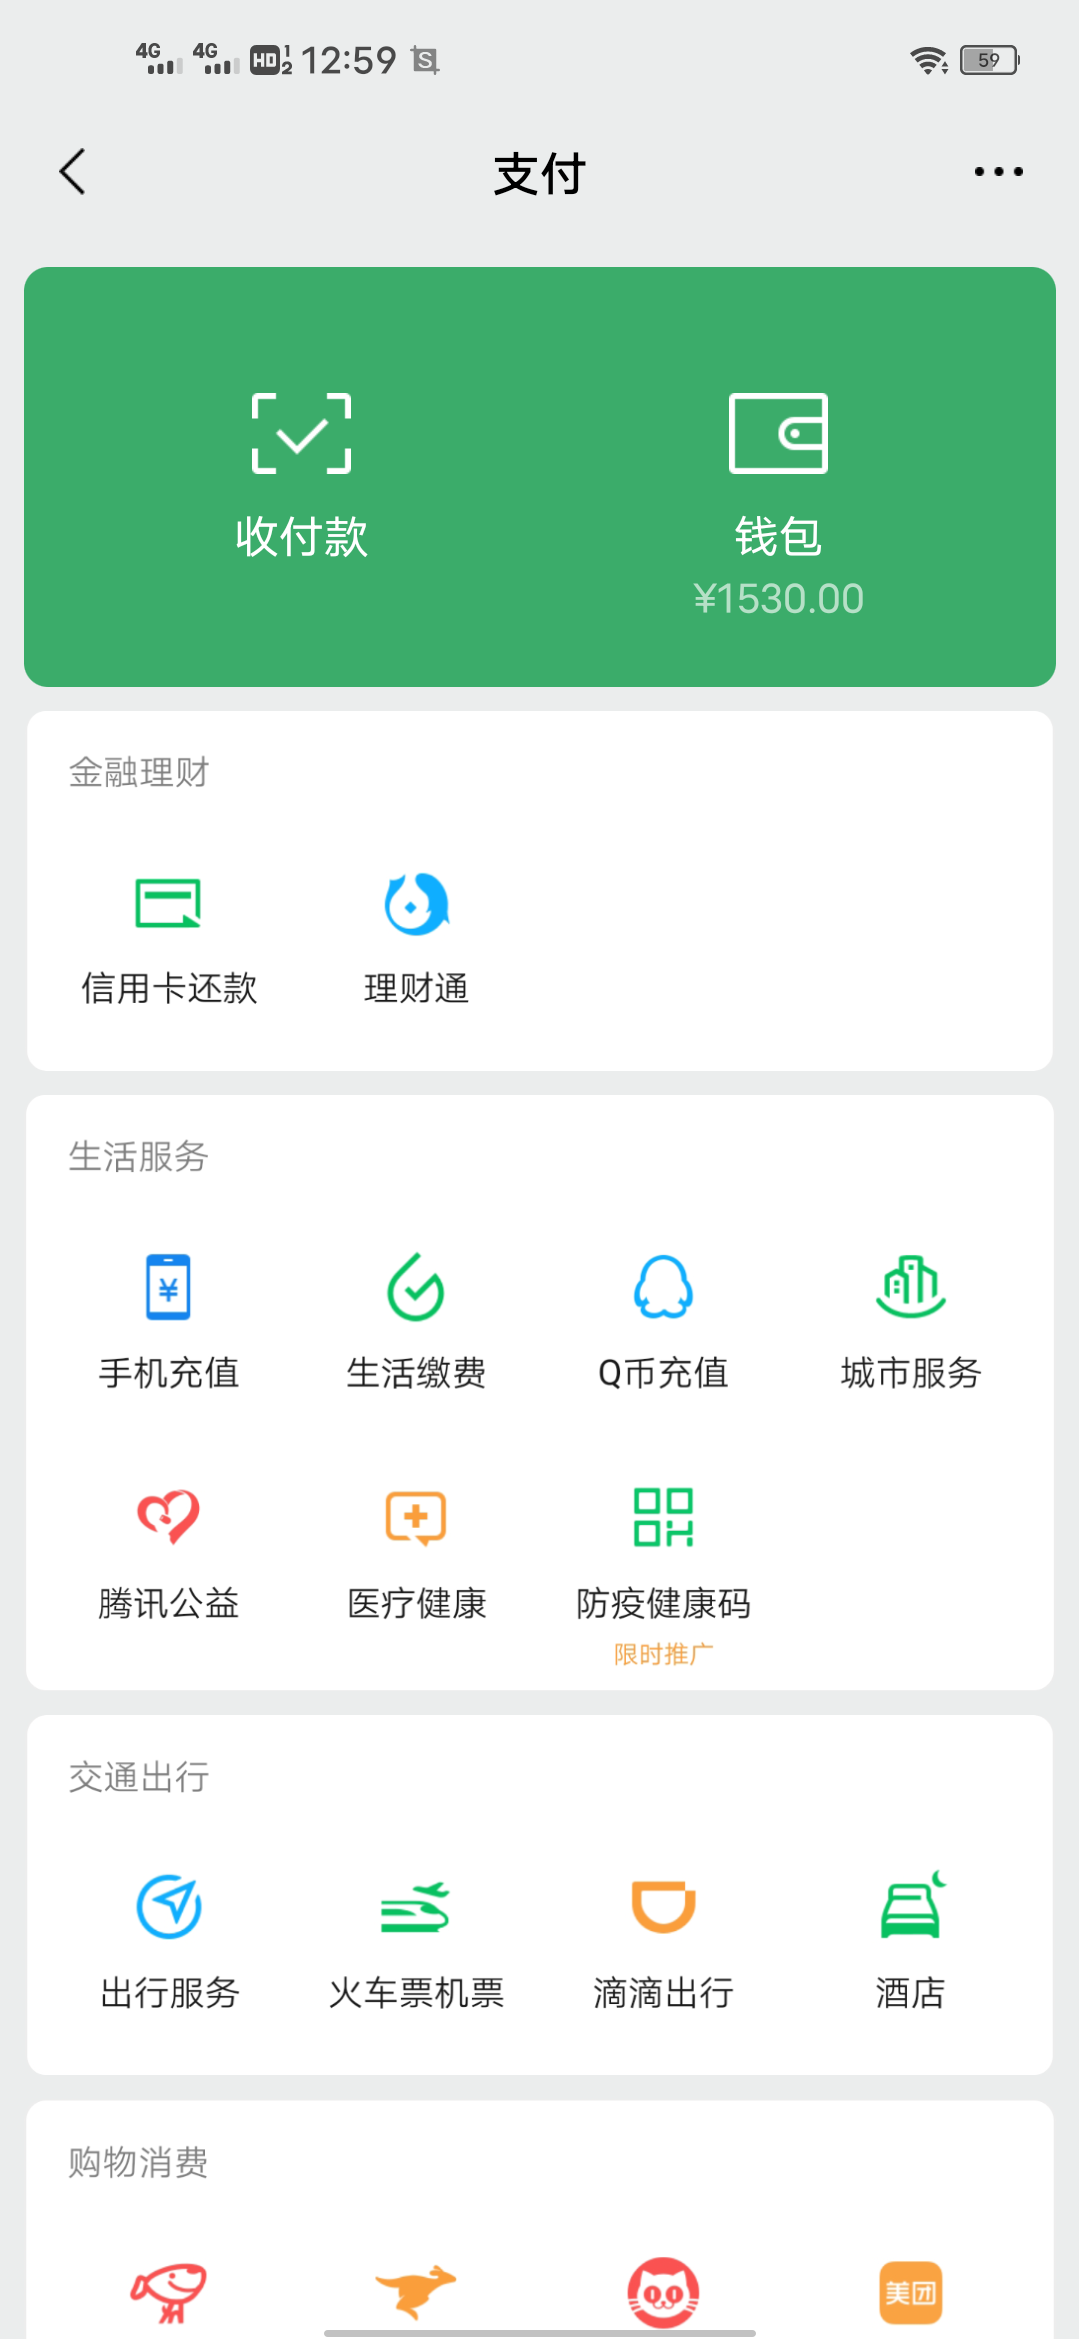 4G 4G HD 1 2 12:59 S 59
支付
收付款 钱包
¥1530.00
金融理财
信用卡还款 理财通
生活服务
手机充值 生活缴费 Q币充值 城市服务
腾讯公益 医疗健康 防疫健康码
限时推广
交通出行
出行服务 火车票机票 滴滴出行 酒店
购物消费
美团